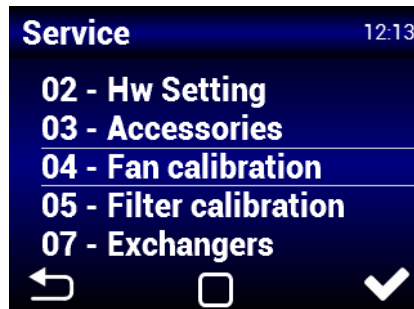 Service
12:13
02 - Hw Setting
03 - Accessories
04 - Fan calibration
05 - Filter calibration
07 - Exchangers